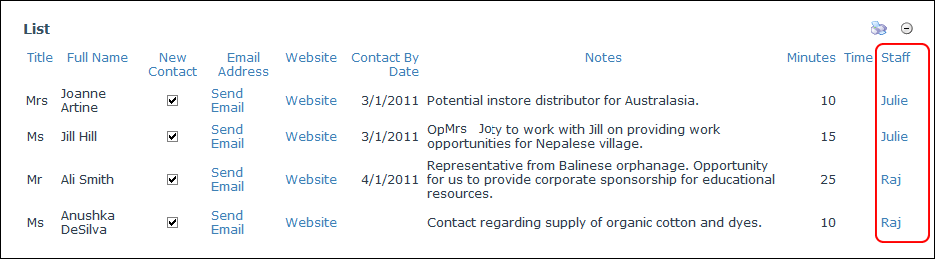 List
Title Full Name New Contact Email Address Website Contact By Date Notes Minutes Time Staff
Mrs Joanne Artine Send Email Website 3/1/2011 Potential instore distributor for Australasia. 10 Julie
Ms Jill Hill Send Email Website 3/1/2011 OpMrs Joty to work with Jill on providing work opportunities for Nepalese village. 15 Julie
Mr Ali Smith Send Email Website 4/1/2011 Representative from Balinese orphanage. Opportunity for us to provide corporate sponsorship for educational resources. 25 Raj
Ms Anushka DeSilva Send Email Website Contact regarding supply of organic cotton and dyes. 10 Raj